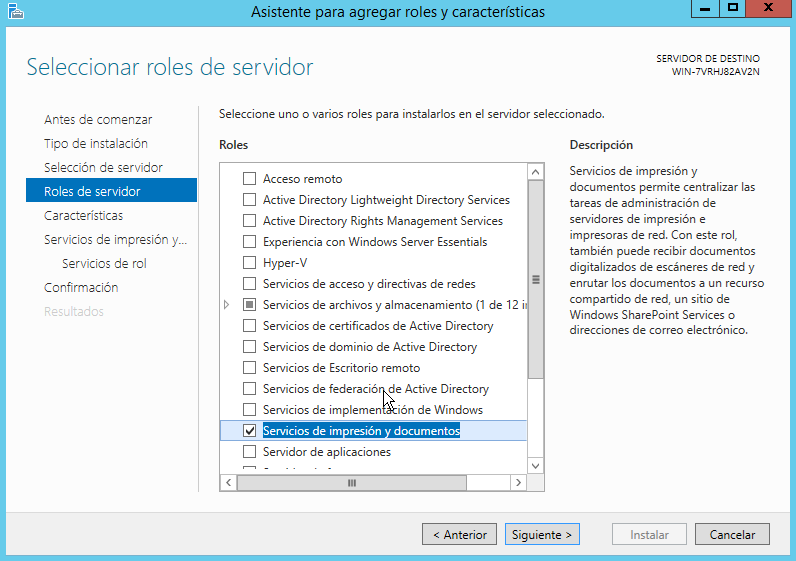 Asistente para agregar roles y características
Seleccionar roles de servidor
SERVIDOR DE DESTINO
WIN-7VRHJ82AV2N
Antes de comenzar
Tipo de instalación
Selección de servidor
Roles de servidor
Características
Servicios de impresión y...
Servicios de rol
Confirmación
Resultados
Seleccione uno o varios roles para instalarlos en el servidor seleccionado.
Roles
Acceso remoto
Active Directory Lightweight Directory Services
Active Directory Rights Management Services
Experiencia con Windows Server Essentials
Hyper-V
Servicios de acceso y directivas de redes
Servicios de archivos y almacenamiento (1 de 12 i
Servicios de certificados de Active Directory
Servicios de dominio de Active Directory
Servicios de Escritorio remoto
Servicios de federación de Active Directory
Servicios de implementación de Windows
Servicios de impresión y documentos
Servidor de aplicaciones
Descripción
Servicios de impresión y
documentos permite centralizar las
tareas de administración de
servidores de impresión e
impresoras de red. Con este rol,
también puede recibir documentos
digitalizados de escáneres de red y
enrutar los documentos a un recurso
compartido de red, un sitio de
Windows SharePoint Services o
direcciones de correo electrónico.
< Anterior
Siguiente >
Instalar
Cancelar